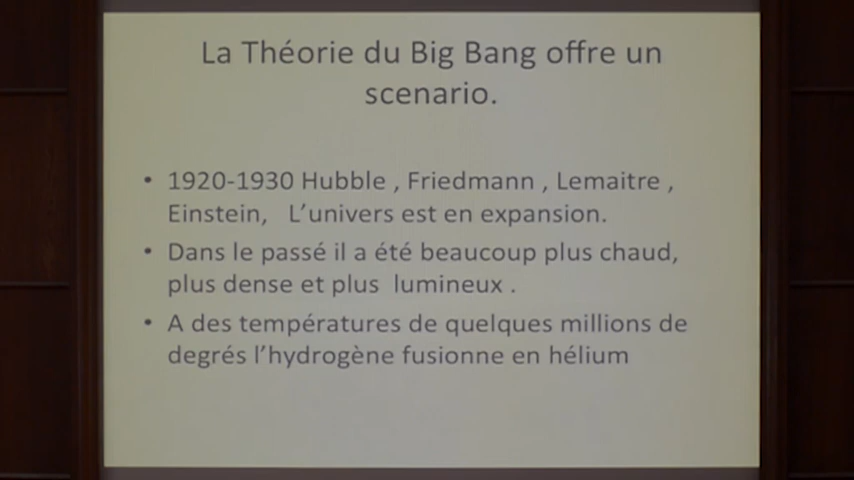 La Théorie du Big Bang offre un
scenario.
• 1920-1930 Hubble , Friedmann , Lemaitre ,
Einstein, L'univers est en expansion.
• Dans le passé il a été beaucoup plus chaud,
plus dense et plus lumineux .
• A des températures de quelques millions de
degrés l'hydrogène fusionne en hélium